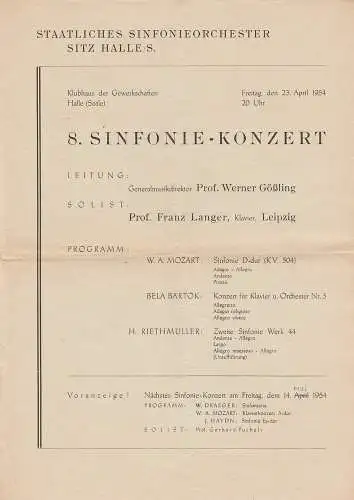 STAATLICHES SINFONIEORCHESTER
SITZ HALLE/S.
Klubhaus der Gewerkschaften
Halle (Saale)
Freitag, den 23. April 1954
20 Uhr
8. SINFONIE-KONZERT
LEITUNG:
Generalmusikdirektor Prof. Werner Gößling
SOLIST:
Prof. Franz Langer, Klavier, Leipzig
PROGRAMM:
W. A. MOZART: Sinfonie D-dur (KV. 504)
Adagio - Allegro
Andante
Presto
BELA BARTOK: Konzert für Klavier u. Orchester Nr. 3
Allegretto
Adagio religioso
Allegro vivace
H. RIETHMÜLLER: Zweite Sinfonie Werk 44
Andante - Allegro
Largo
Allegro maestoso - Allegro
(Uraufführung)
Voranzeige! Nächstes Sinfonie-Konzert am Freitag, dem 14. April 1954
PROGRAMM: W. DRAEGER:
W. A. MOZART: Klavierkonzert A-dur
J. HAYDN: Sinfonie Es-dur
SOLIST: Gerhard Puchelt